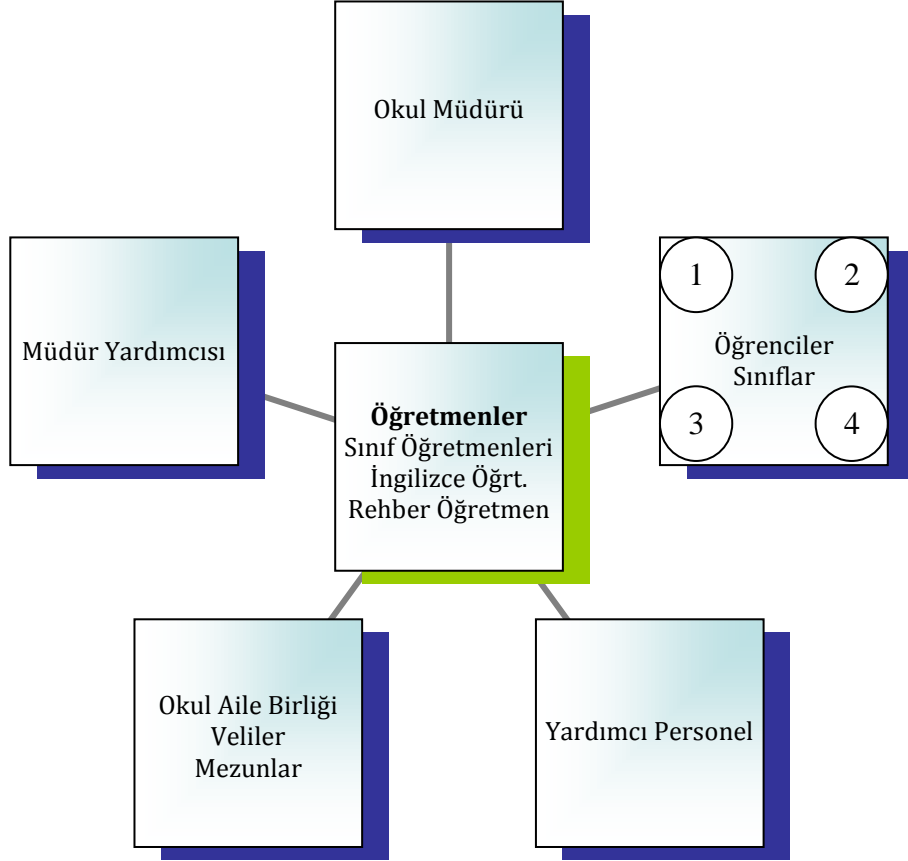 Okul Müdürü
Müdür Yardımcısı
1
2
Öğrenciler
Sınıflar
3
4
Öğretmenler
Sınıf Öğretmenleri
İngilizce Öğrt.
Rehber Öğretmen
Okul Aile Birliği
Veliler
Mezunlar
Yardımcı Personel